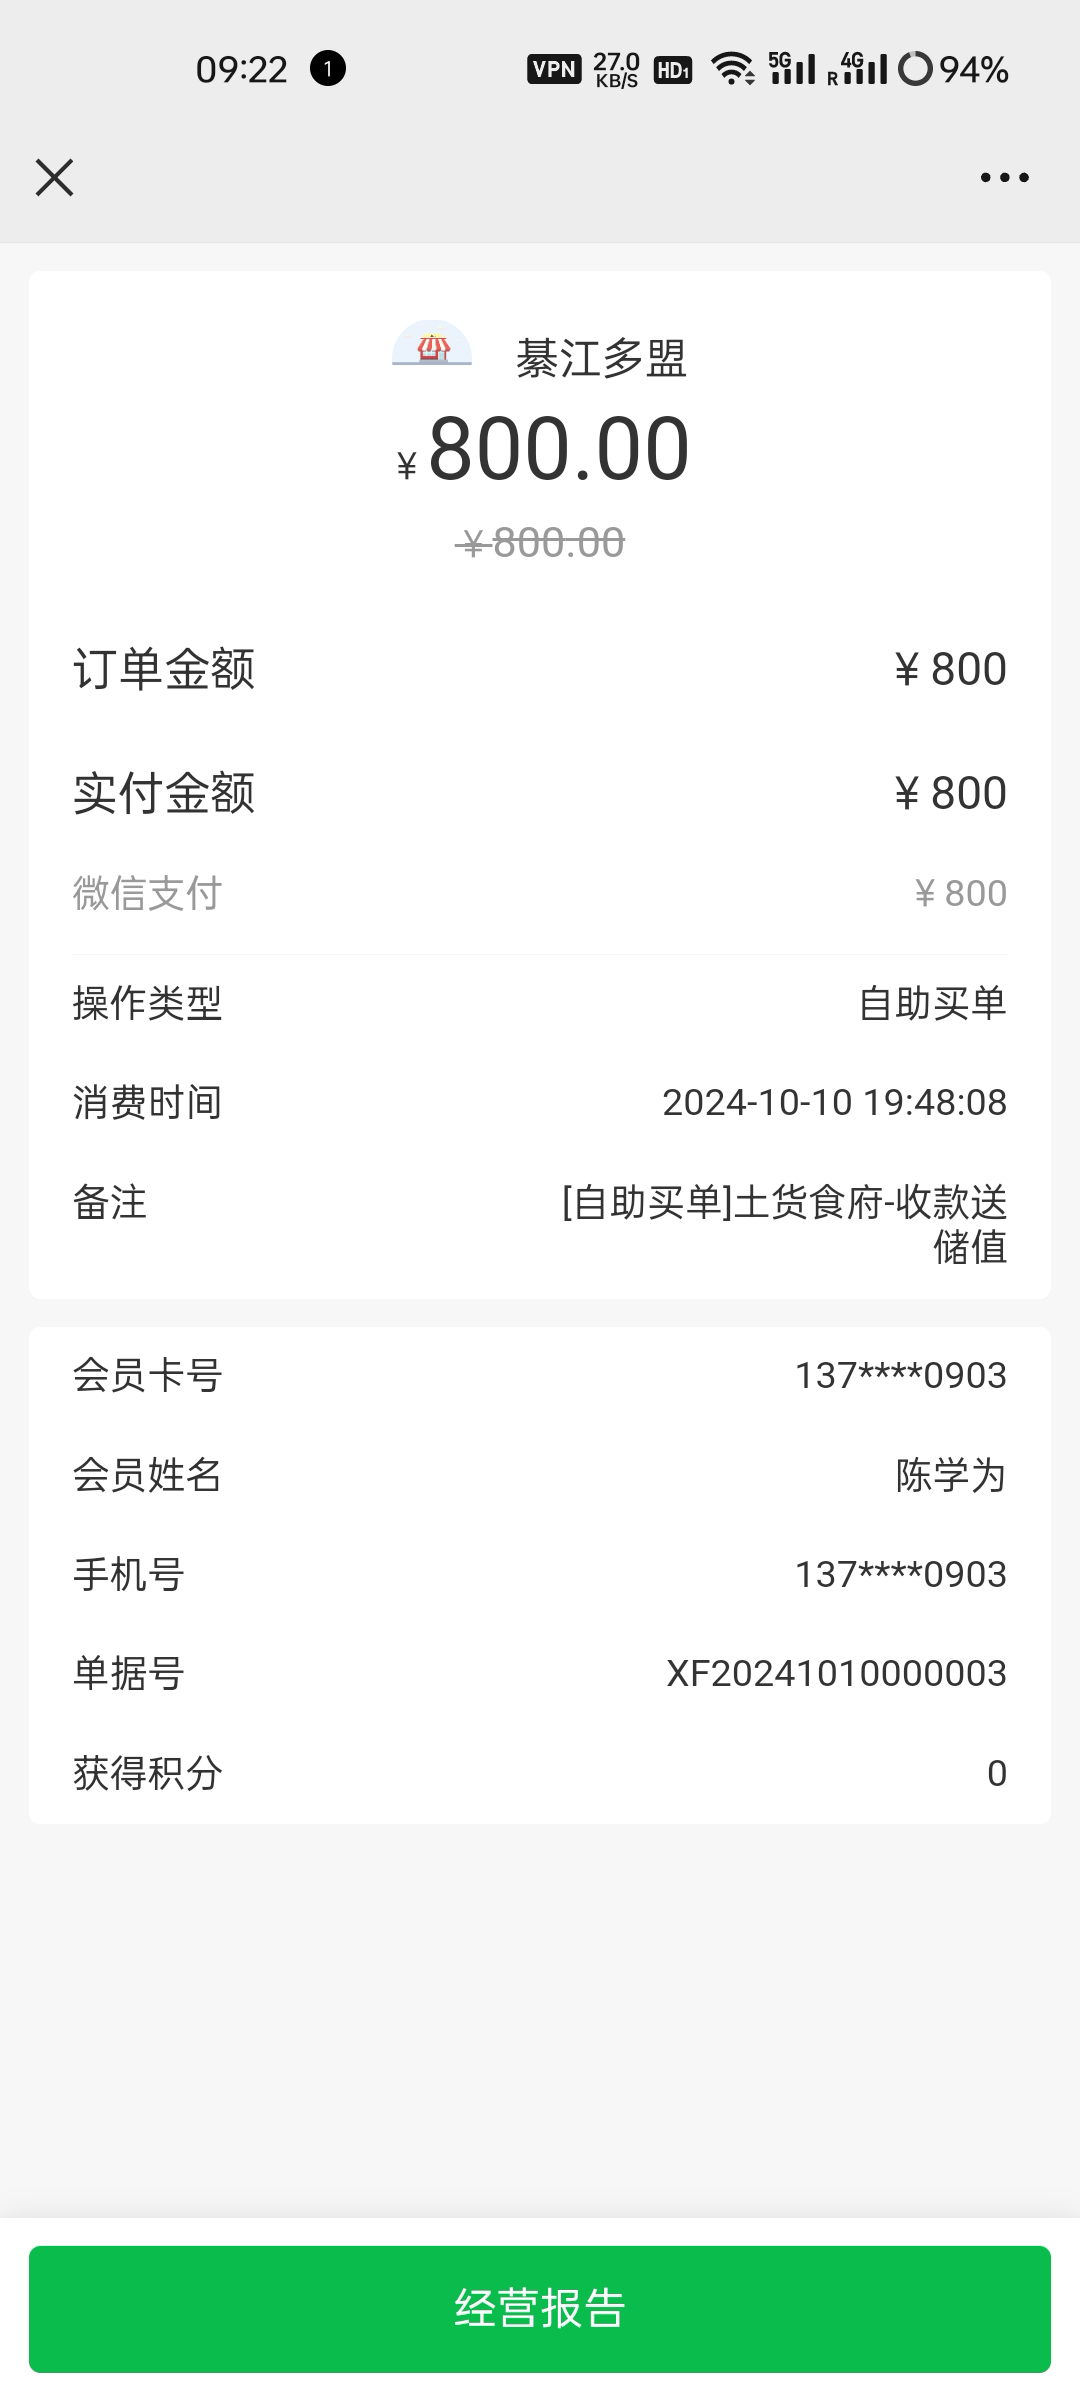 09:22 1 VPN 27.0 KB/S HD1 5G R 4G 94%
綦江多盟
¥800.00
¥800.00
订单金额 ¥800
实付金额 ¥800
微信支付 ¥800
操作类型 自助买单
消费时间 2024-10-10 19:48:08
备注 [自助买单]土货食府-收款送
储值
会员卡号 137****0903
会员姓名 陈学为
手机号 137****0903
单据号 XF20241010000003
获得积分 0
经营报告